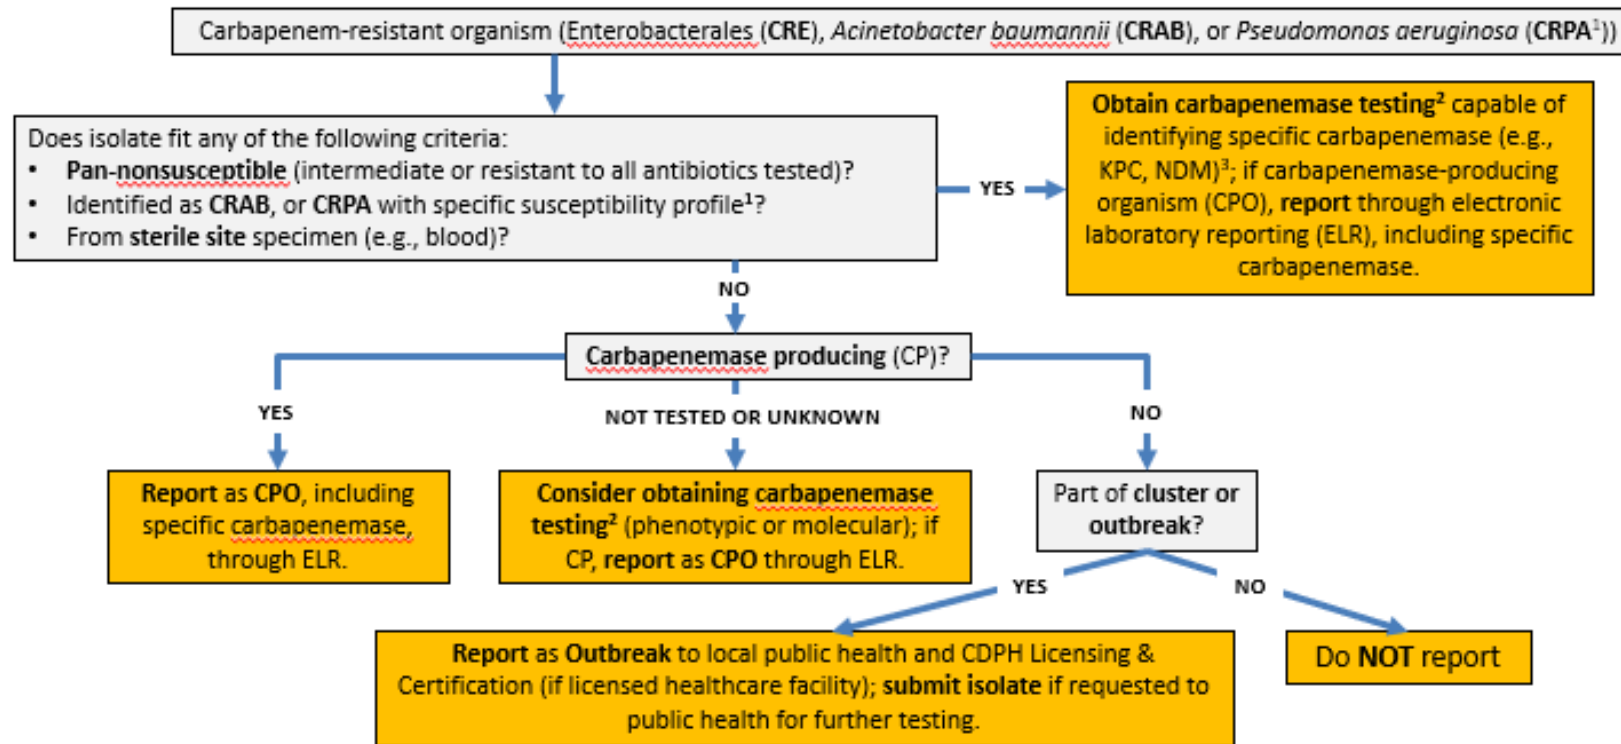 Carbapenem-resistant organism (Enterobacterales (CRE), Acinetobacter baumannii (CRAB), or Pseudomonas aeruginosa (CRPA¹))
Does isolate fit any of the following criteria:
• Pan-nonsusceptible (intermediate or resistant to all antibiotics tested)?
• Identified as CRAB, or CRPA with specific susceptibility profile¹?
• From sterile site specimen (e.g., blood)?
YES
Obtain carbapenemase testing² capable of
identifying specific carbapenemase (e.g.,
KPC, NDM)³; if carbapenemase-producing
organism (CPO), report through electronic
laboratory reporting (ELR), including specific
carbapenemase.
NO
Carbapenemase producing (CP)?
YES
NOT TESTED OR UNKNOWN
NO
Report as CPO, including
specific carbapenemase,
through ELR.
Consider obtaining carbapenemase
testing² (phenotypic or molecular); if
CP, report as CPO through ELR.
Part of cluster or
outbreak?
YES
NO
Report as Outbreak to local public health and CDPH Licensing &
Certification (if licensed healthcare facility); submit isolate if requested to
public health for further testing.
Do NOT report